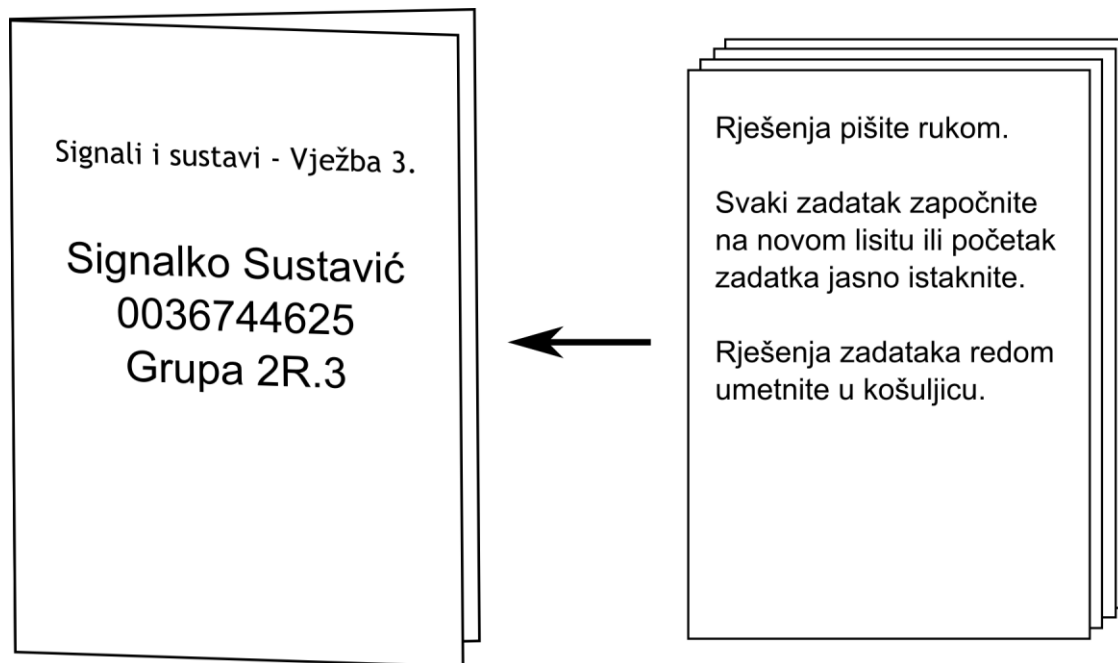 Signali i sustavi - Vježba 3.
Signalko Sustavić
0036744625
Grupa 2R.3
Rješenja pišite rukom.
Svaki zadatak započnite
na novom lisitu ili početak
zadatka jasno istaknite.
Rješenja zadataka redom
umetnite u košuljicu.